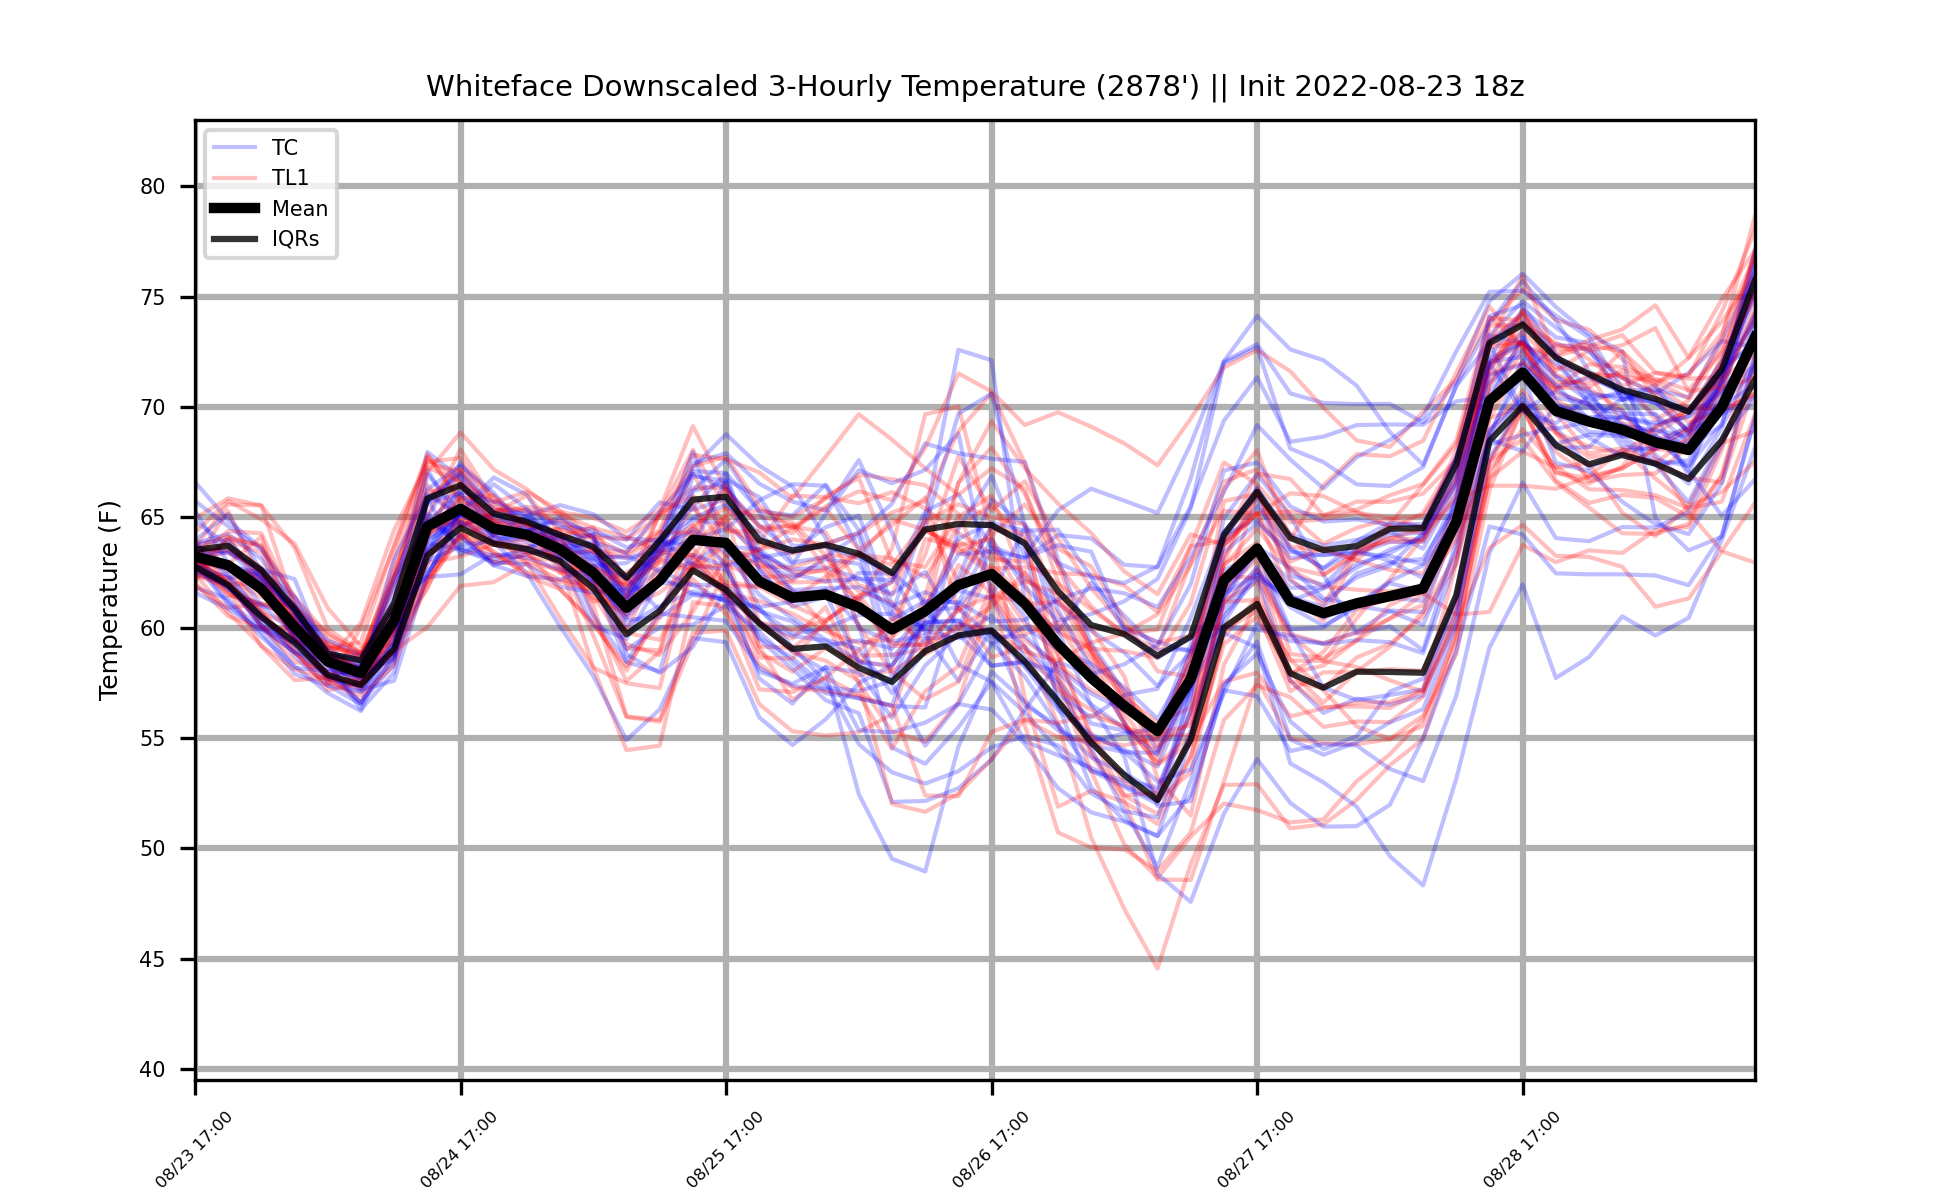 Whiteface Downscaled 3-Hourly Temperature (2878') || Init 2022-08-23 18z
TC
TL1
Mean
IQRs
Temperature (F)
80
75
70
65
60
55
50
45
40
08/23 17:00
08/24 17:00
08/25 17:00
08/26 17:00
08/27 17:00
08/28 17:00